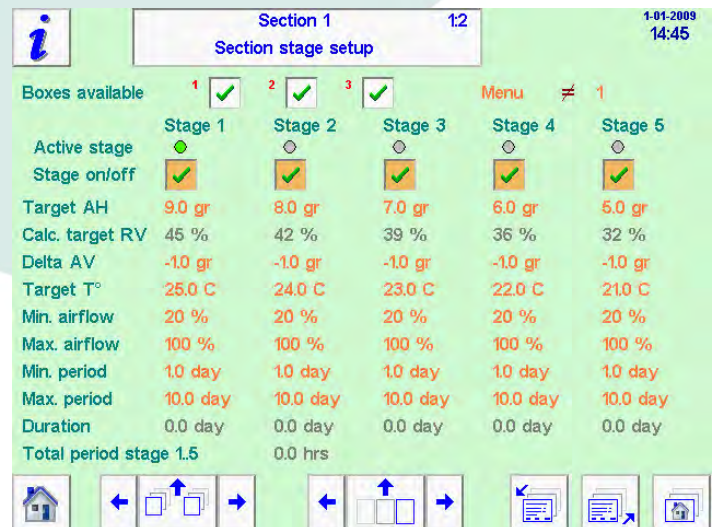 i
Section 1 1:2
Section stage setup
1-01-2009
14:45
Boxes available 1 2 3 Menu ≠ 1
Stage 1 Stage 2 Stage 3 Stage 4 Stage 5
Active stage
Stage on/off
Target AH 9.0 gr 8.0 gr 7.0 gr 6.0 gr 5.0 gr
Calc. target RV 45 % 42 % 39 % 36 % 32 %
Delta AV -1.0 gr -1.0 gr -1.0 gr -1.0 gr -1.0 gr
Target T° 25.0 C 24.0 C 23.0 C 22.0 C 21.0 C
Min. airflow 20 % 20 % 20 % 20 % 20 %
Max. airflow 100 % 100 % 100 % 100 % 100 %
Min. period 1.0 day 1.0 day 1.0 day 1.0 day 1.0 day
Max. period 10.0 day 10.0 day 10.0 day 10.0 day 10.0 day
Duration 0.0 day 0.0 day 0.0 day 0.0 day 0.0 day
Total period stage 1..5 0.0 hrs